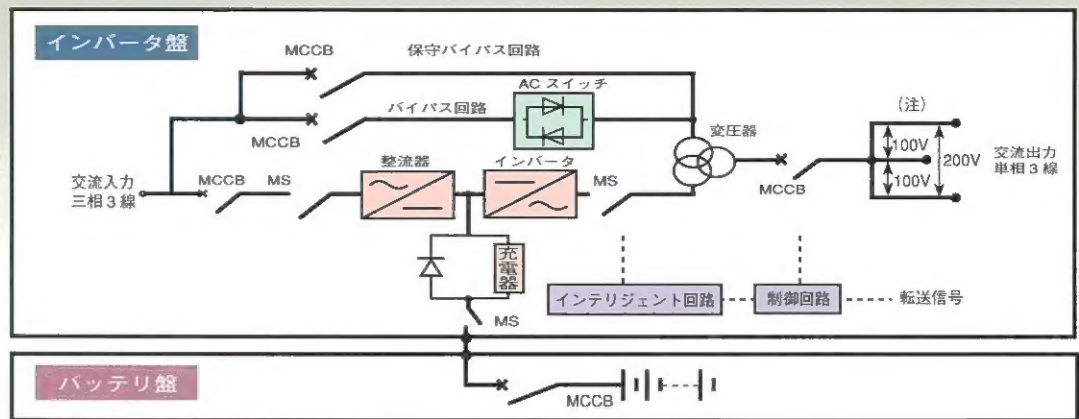 インバータ盤
MCCB
保守バイパス回路
ACスイッチ
バイパス回路
MCCB
(注)
変圧器
100V
200V
100V
交流出力
単相3線
整流器
インバータ
交流入力
三相3線
MCCB
MS
MS
MCCB
充電器
インテリジェント回路
制御回路
転送信号
MS
バッテリ盤
MCCB